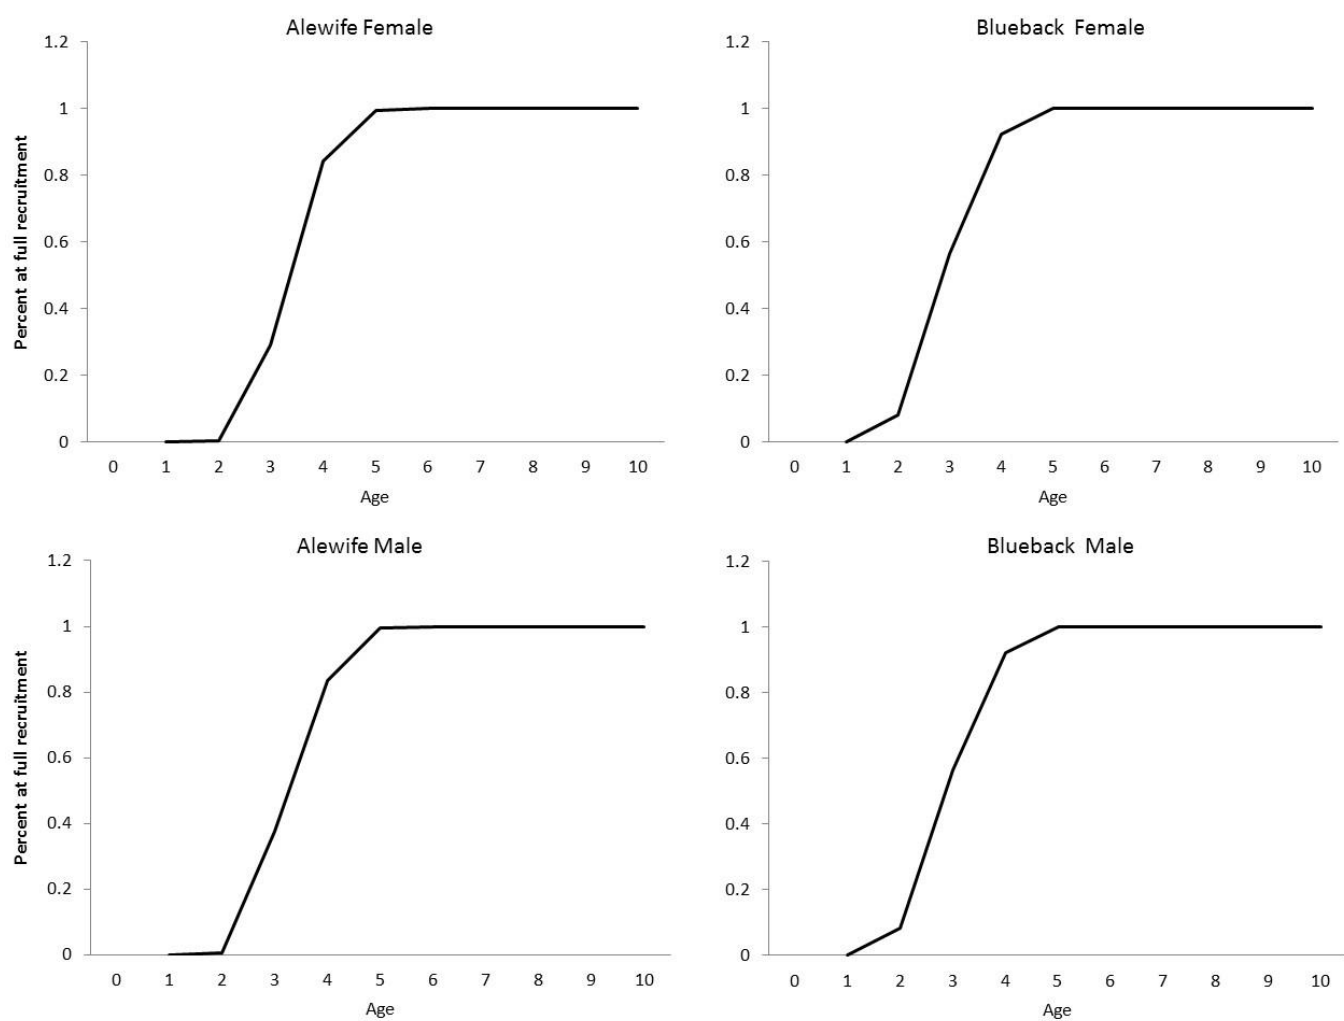 Alewife Female
1.2
1
0.8
0.6
0.4
0.2
0
Percent at full recruitment
0 1 2 3 4 5 6 7 8 9 10
Age
Blueback Female
1.2
1
0.8
0.6
0.4
0.2
0
0 1 2 3 4 5 6 7 8 9 10
Age
Alewife Male
1.2
1
0.8
0.6
0.4
0.2
0
Percent at full recruitment
0 1 2 3 4 5 6 7 8 9 10
Age
Blueback Male
1.2
1
0.8
0.6
0.4
0.2
0
0 1 2 3 4 5 6 7 8 9 10
Age